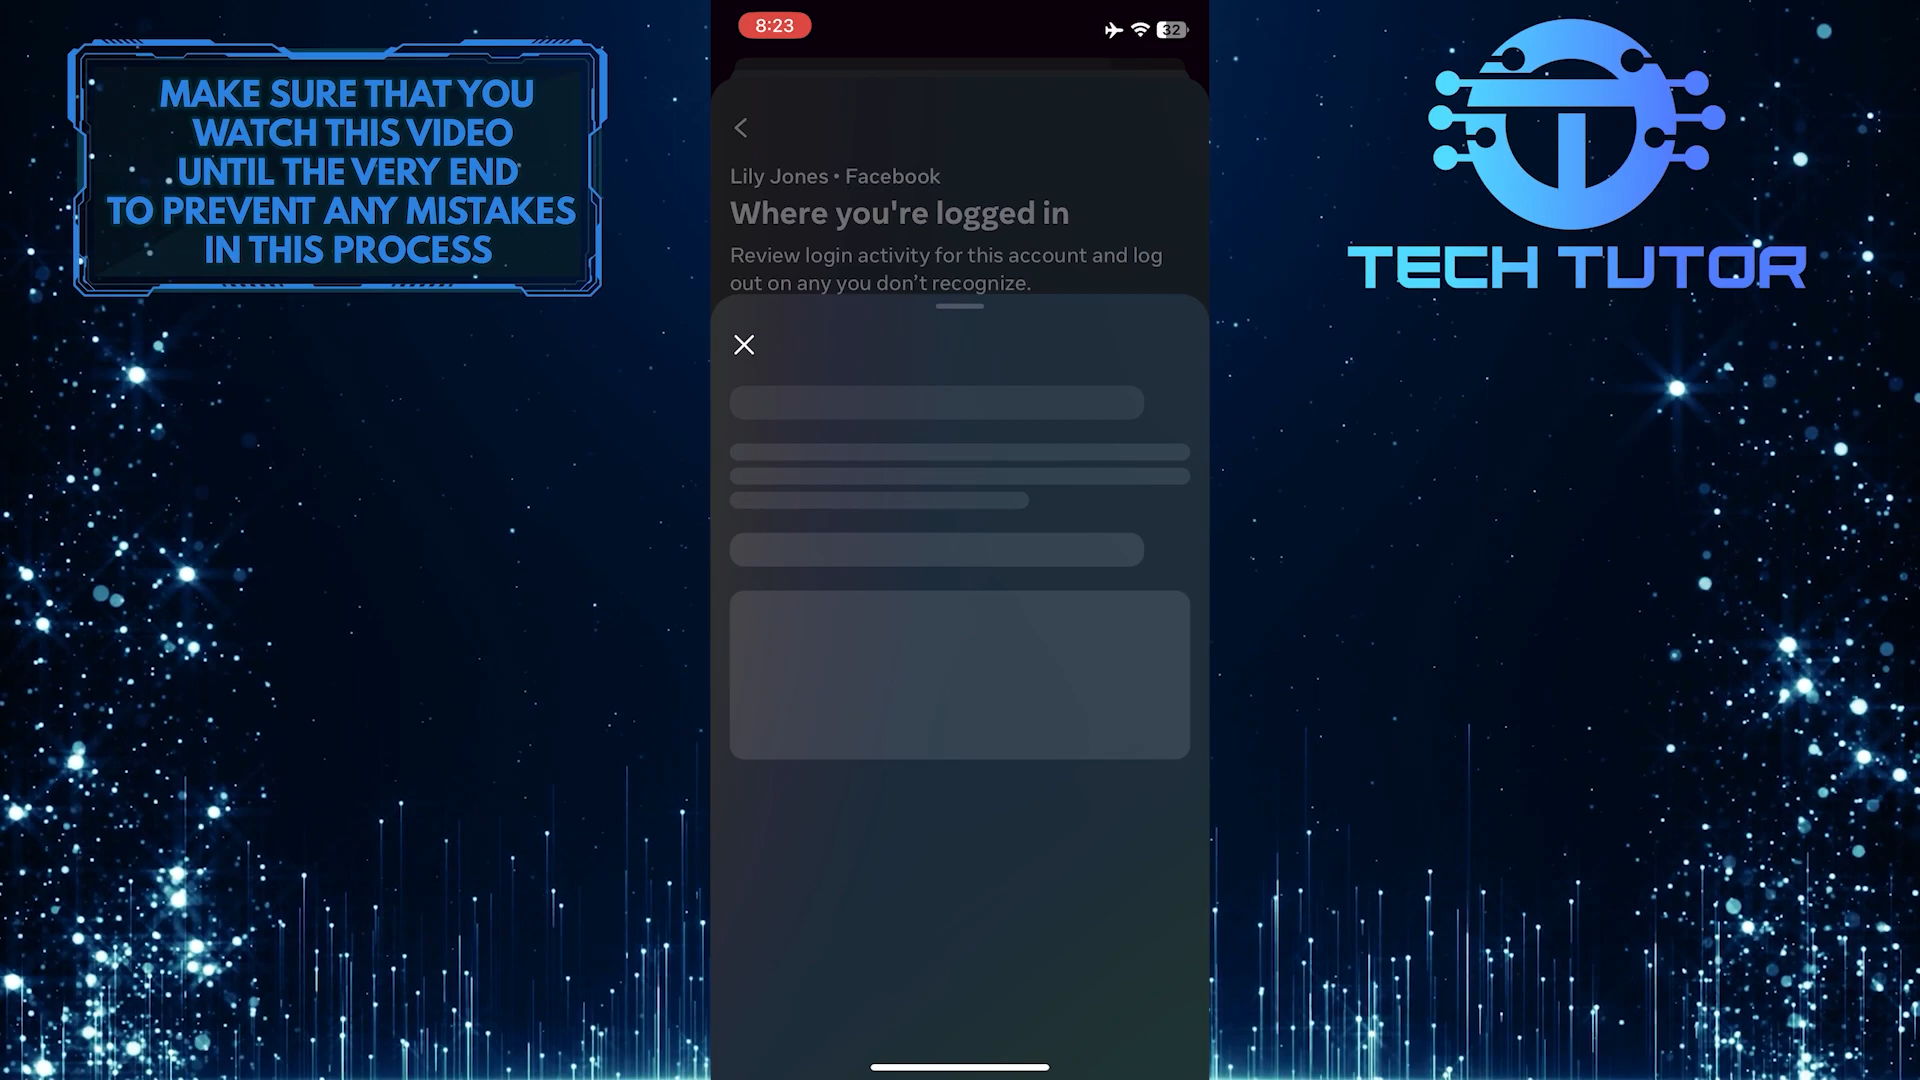 MAKE SURE THAT YOU
WATCH THIS VIDEO
UNTIL THE VERY END
TO PREVENT ANY MISTAKES
IN THIS PROCESS
8:23
32
Lily Jones • Facebook
Where you're logged in
Review login activity for this account and log
out on any you don’t recognize.
TECH TUTOR